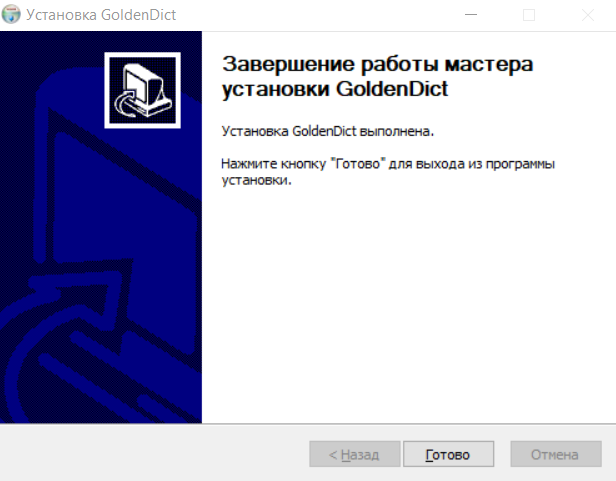 Установка GoldenDict
Завершение работы мастера
установки GoldenDict
Установка GoldenDict выполнена.
Нажмите кнопку "Готово" для выхода из программы
установки.
< Назад
Готово
Отмена